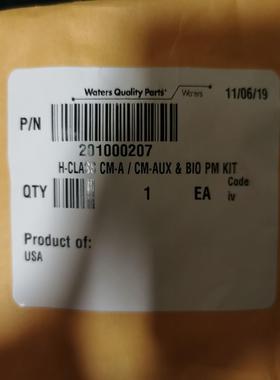 Waters Quality Parts Waters 11/06/19
P/N
201000207
H-CLASS CM-A / CM-AUX & BIO PM KIT
QTY 1 EA Code
iv
Product of:
USA